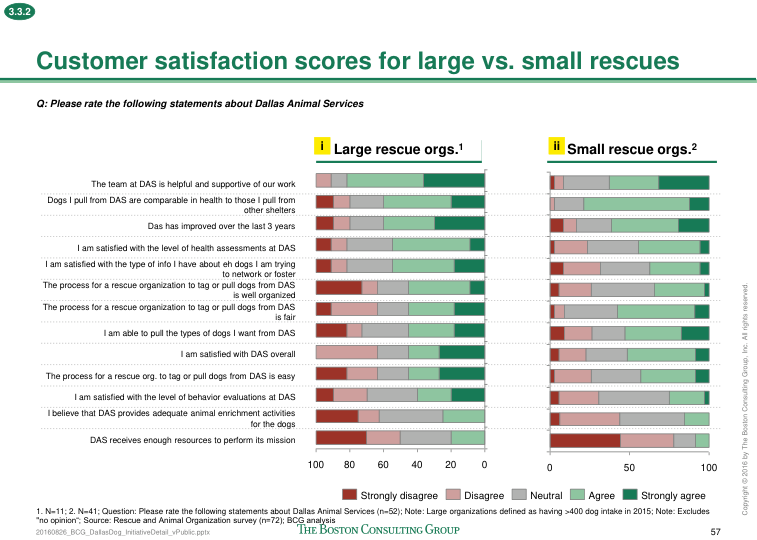 3.3.2
Customer satisfaction scores for large vs. small rescues
Q: Please rate the following statements about Dallas Animal Services
i Large rescue orgs.1
ii Small rescue orgs.2
The team at DAS is helpful and supportive of our work
Dogs I pull from DAS are comparable in health to those I pull from
other shelters
Das has improved over the last 3 years
I am satisfied with the level of health assessments at DAS
I am satisfied with the type of info I have about eh dogs I am trying
to network or foster
The process for a rescue organization to tag or pull dogs from DAS
is well organized
The process for a rescue organization to tag or pull dogs from DAS
is fair
I am able to pull the types of dogs I want from DAS
I am satisfied with DAS overall
The process for a rescue org. to tag or pull dogs from DAS is easy
I am satisfied with the level of behavior evaluations at DAS
I believe that DAS provides adequate animal enrichment activities
for the dogs
DAS receives enough resources to perform its mission
100 80 60 40 20 0
0 50 100
Strongly disagree Disagree Neutral Agree Strongly agree
1. N=11; 2. N=41; Question: Please rate the following statements about Dallas Animal Services (n=52); Note: Large organizations defined as having >400 dog intake in 2015; Note: Excludes
"no opinion"; Source: Rescue and Animal Organization survey (n=72); BCG analysis
20160826_BCG_DallasDog_InitiativeDetail_vPublic.pptx
THE BOSTON CONSULTING GROUP
57
Copyright © 2016 by The Boston Consulting Group, Inc. All rights reserved.